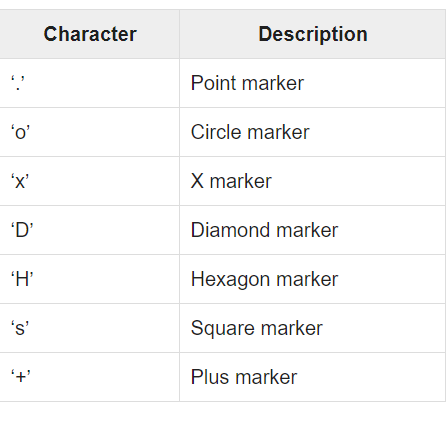 Character Description
‘.’ Point marker
‘o’ Circle marker
‘x’ X marker
‘D’ Diamond marker
‘H’ Hexagon marker
‘s’ Square marker
‘+’ Plus marker